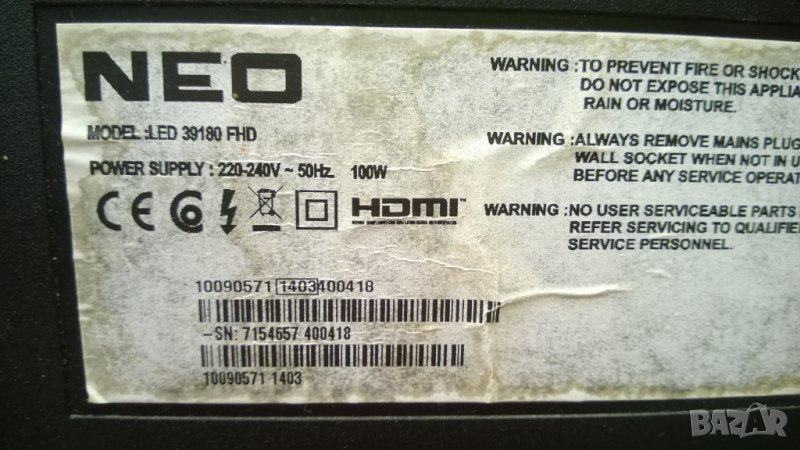 NEO
MODEL :LED 39180 FHD
POWER SUPPLY : 220-240V ~ 50Hz. 100W
CE HDMI
10090571 1403400418
-SN: 7154657 400418
10090571 1403
WARNING :TO PREVENT FIRE OR SHOCK
DO NOT EXPOSE THIS APPLIA
RAIN OR MOISTURE.
WARNING :ALWAYS REMOVE MAINS PLUG
WALL SOCKET WHEN NOT IN U
BEFORE ANY SERVICE OPERAT
WARNING :NO USER SERVICEABLE PARTS
REFER SERVICING TO QUALIFIE
SERVICE PERSONNEL.
BAZAR